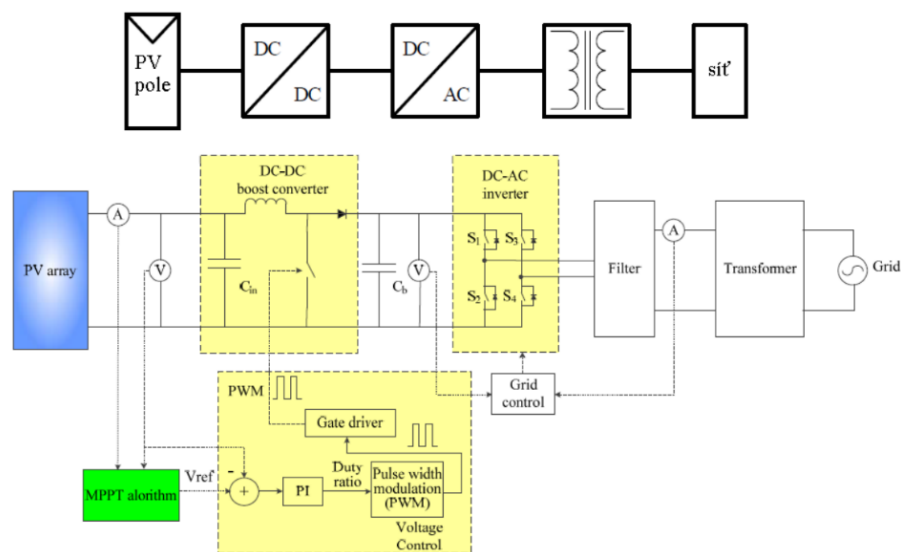 PV
pole
DC
DC
DC
AC
síť
DC-DC
boost converter
DC-AC
inverter
A
V
PV array
Cin
Cb
V
S1
S3
S2
S4
Filter
A
Transformer
Grid
PWM
Gate driver
Grid
control
MPPT alorithm
Vref
-
+
PI
Duty
ratio
Pulse width
modulation
(PWM)
Voltage
Control